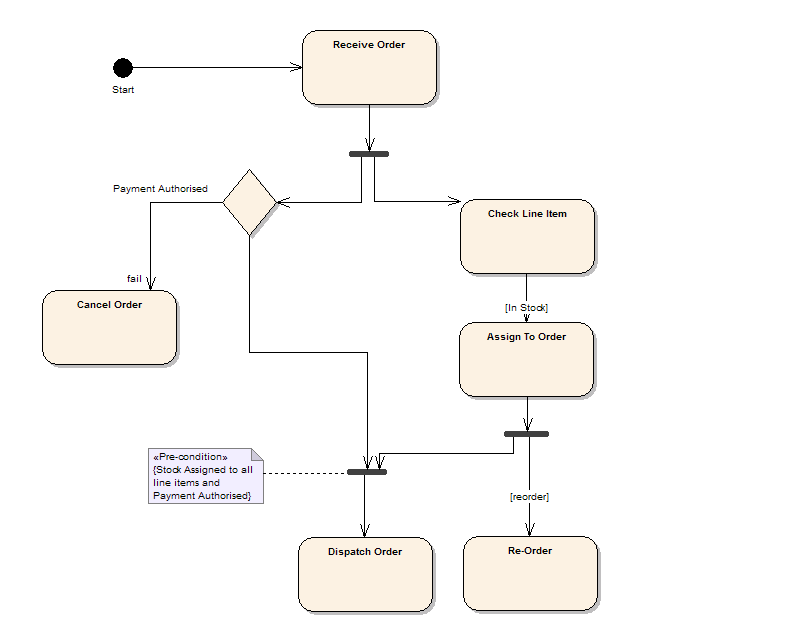 Receive Order
Start
Payment Authorised
Check Line Item
fail
Cancel Order
[In Stock]
Assign To Order
«Pre-condition»
{Stock Assigned to all
line items and
Payment Authorised}
[reorder]
Dispatch Order
Re-Order